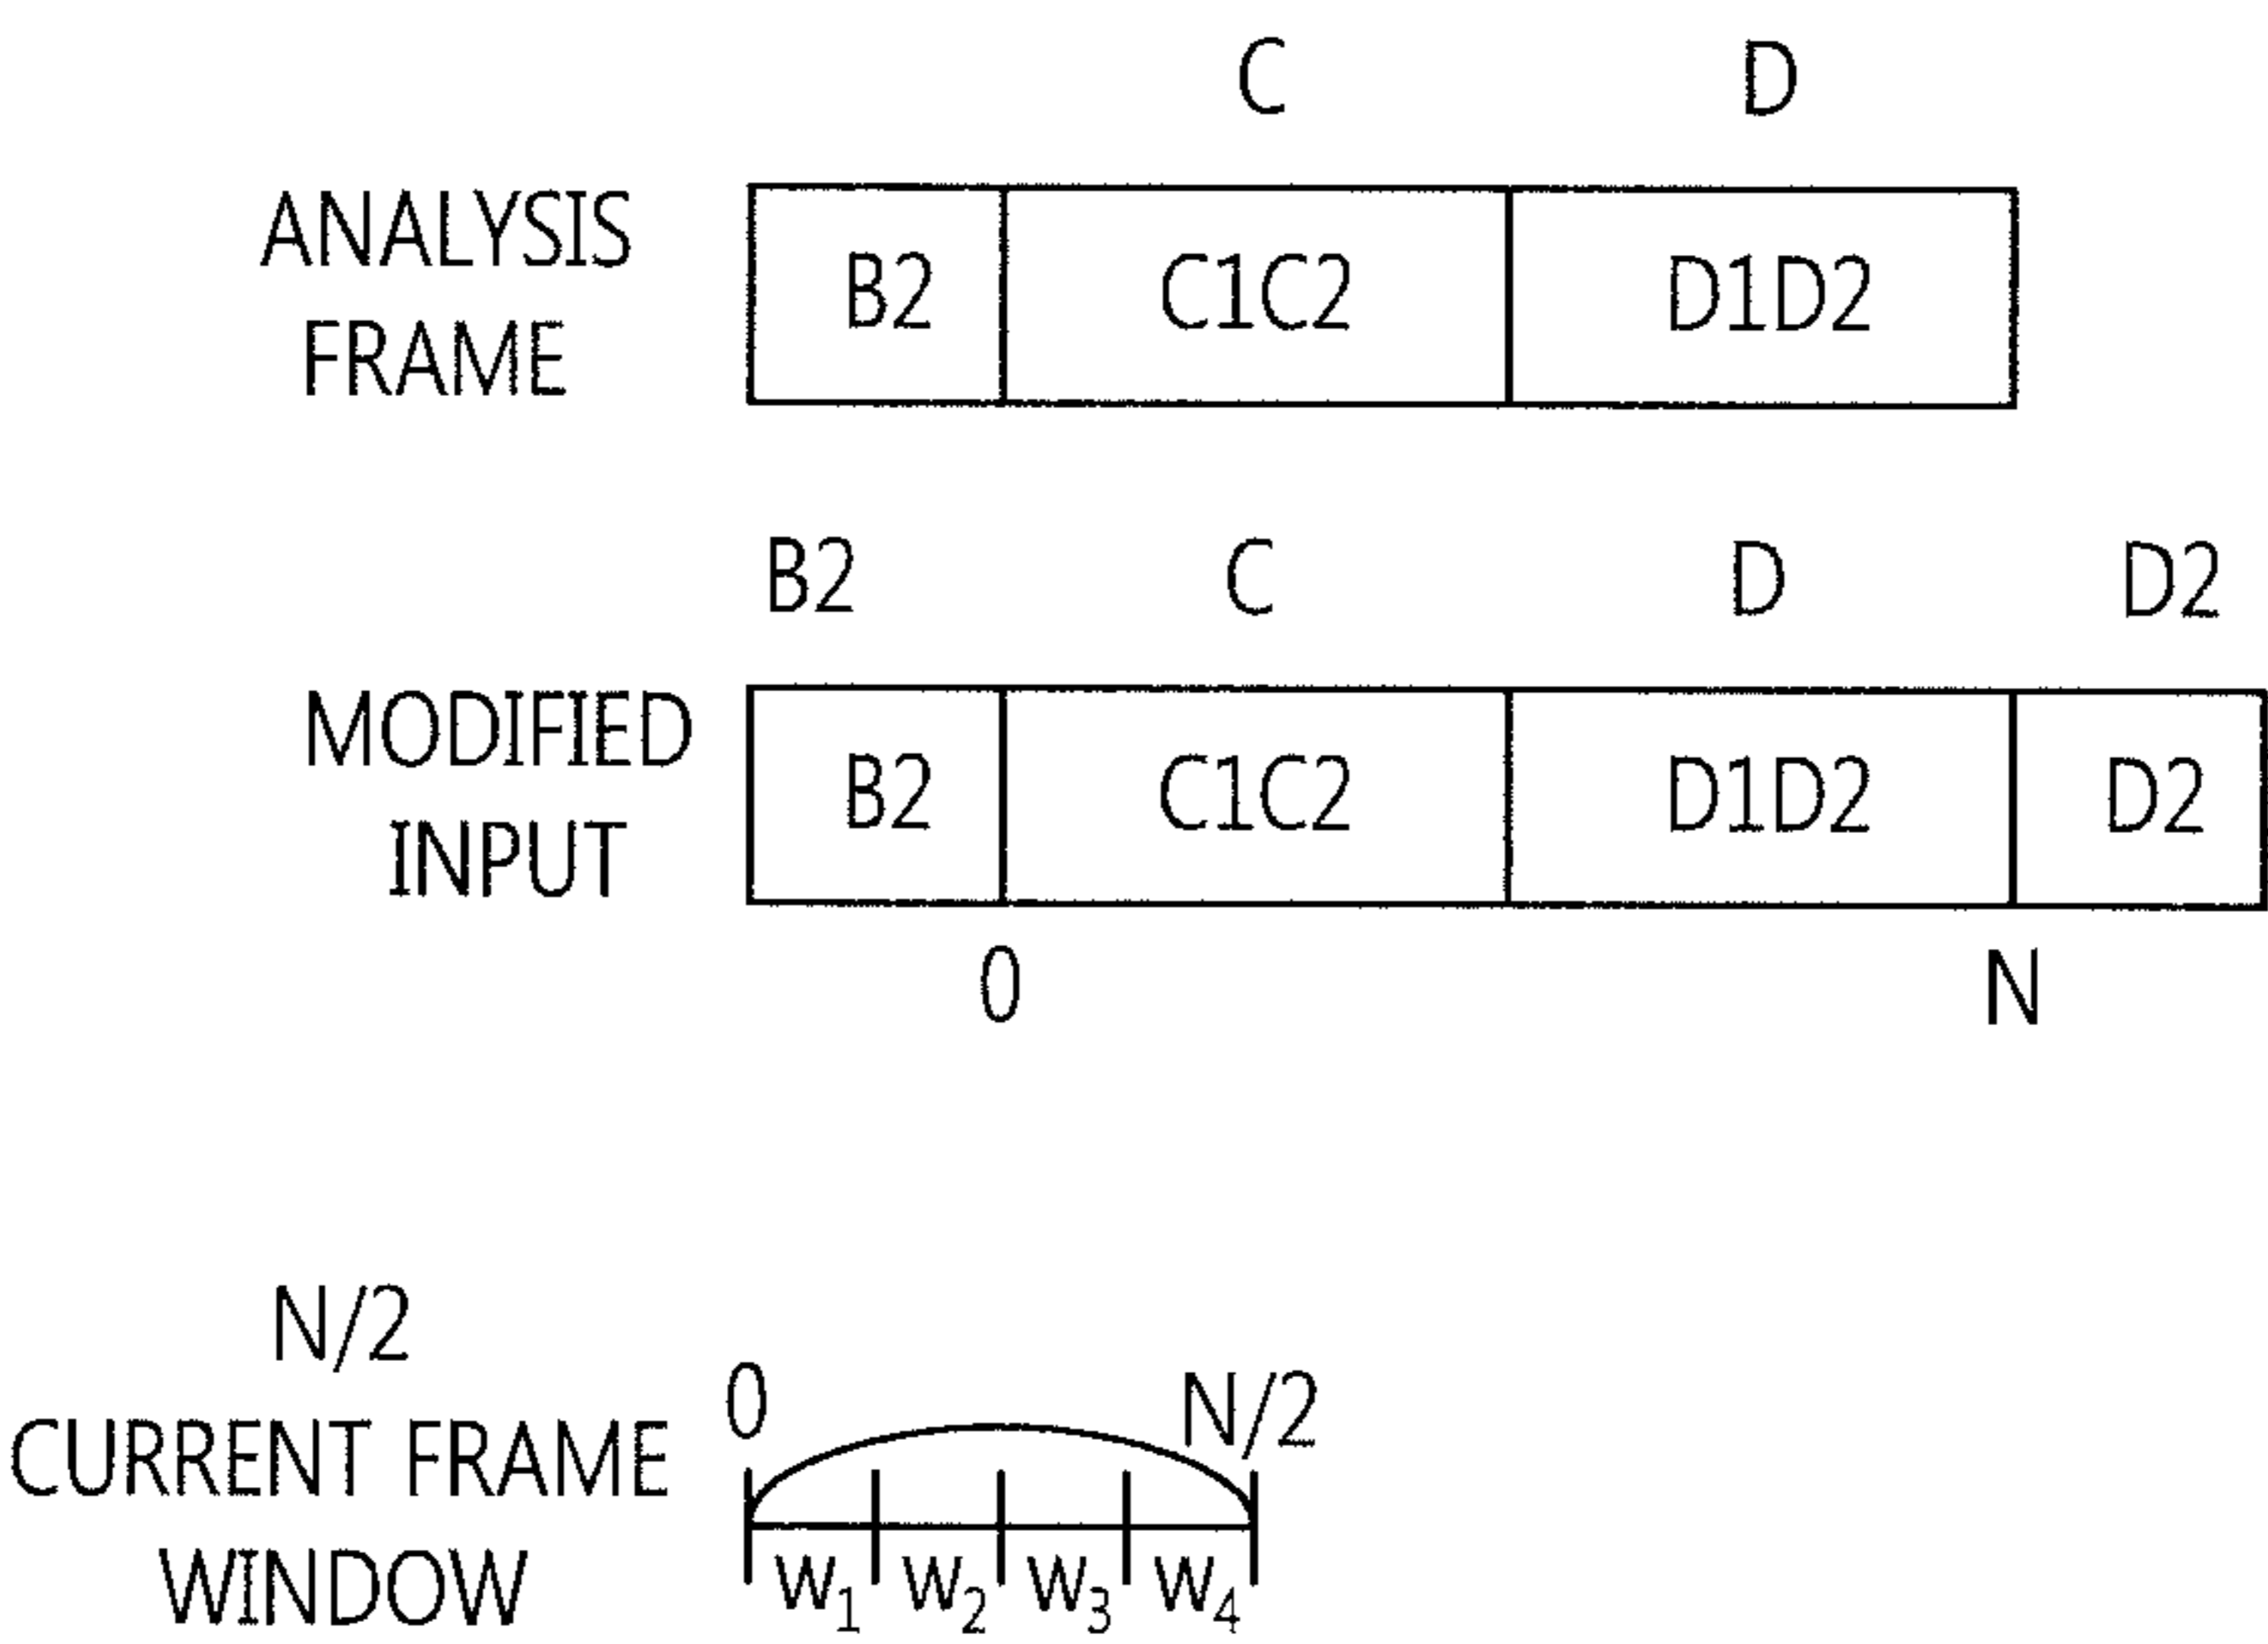 C D
ANALYSIS
FRAME
B2 C1C2 D1D2
B2 C D D2
MODIFIED
INPUT
B2 C1C2 D1D2 D2
0 N
N/2
CURRENT FRAME
WINDOW
0 N/2
w1 w2 w3 w4